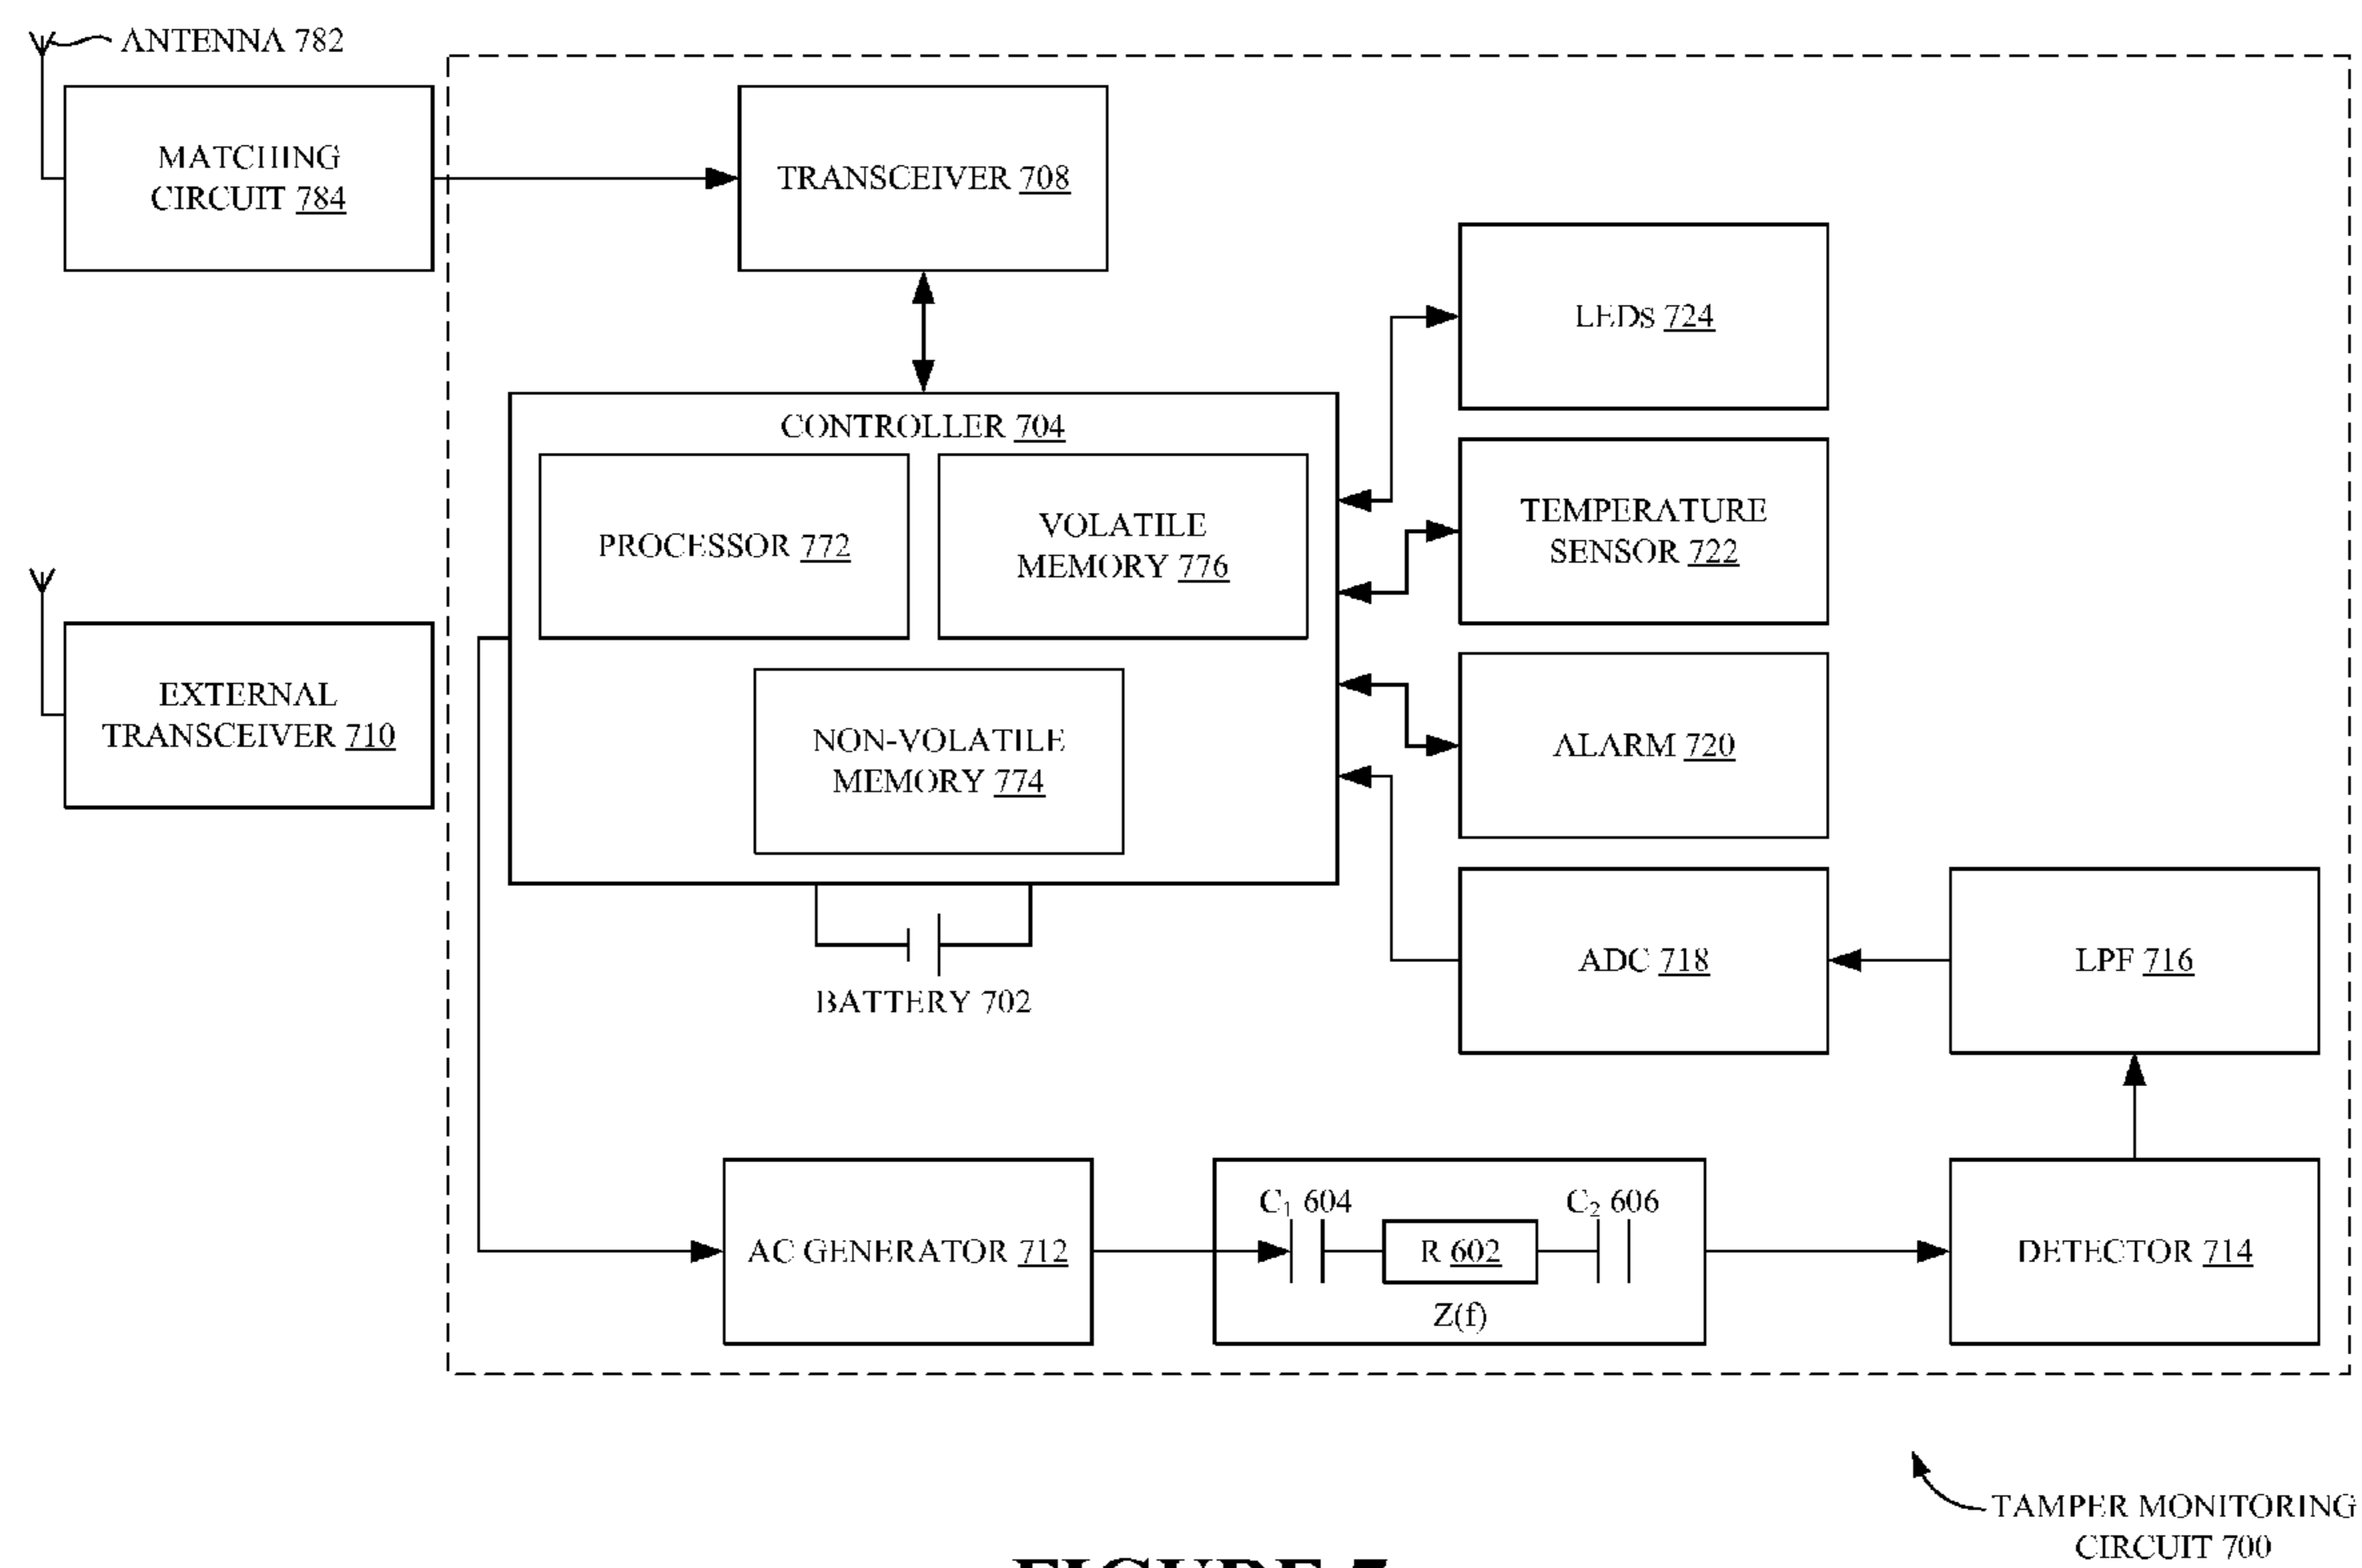 ANTENNA 782
MATCHING
CIRCUIT 784
TRANSCEIVER 708
LEDS 724
CONTROLLER 704
PROCESSOR 772
VOLATILE
MEMORY 776
TEMPERATURE
SENSOR 722
EXTERNAL
TRANSCEIVER 710
NON-VOLATILE
MEMORY 774
ALARM 720
ADC 718
LPF 716
BATTERY 702
AC GENERATOR 712
C₁ 604
C₂ 606
R 602
Z(f)
DETECTOR 714
TAMPER MONITORING
CIRCUIT 700
FIGURE 7